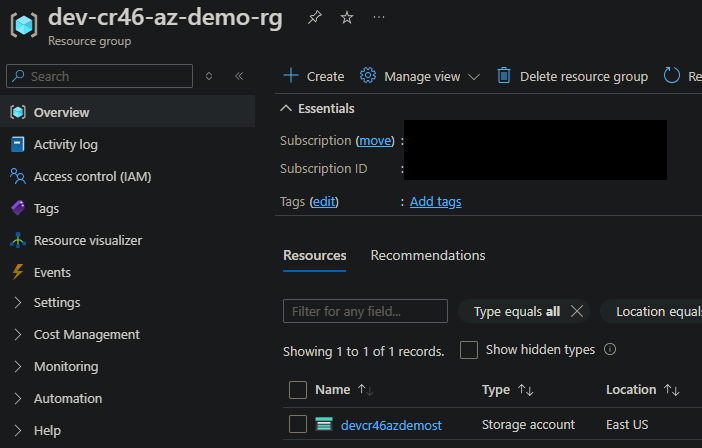 dev-cr46-az-demo-rg
Resource group
Search
Overview
Activity log
Access control (IAM)
Tags
Resource visualizer
Events
Settings
Cost Management
Monitoring
Automation
Help
Create Manage view Delete resource group Re
Essentials
Subscription (move) :
Subscription ID :
Tags (edit) : Add tags
Resources Recommendations
Filter for any field... Type equals all Location equals
Showing 1 to 1 of 1 records. Show hidden types
Name Type Location
devcr46azdemost Storage account East US